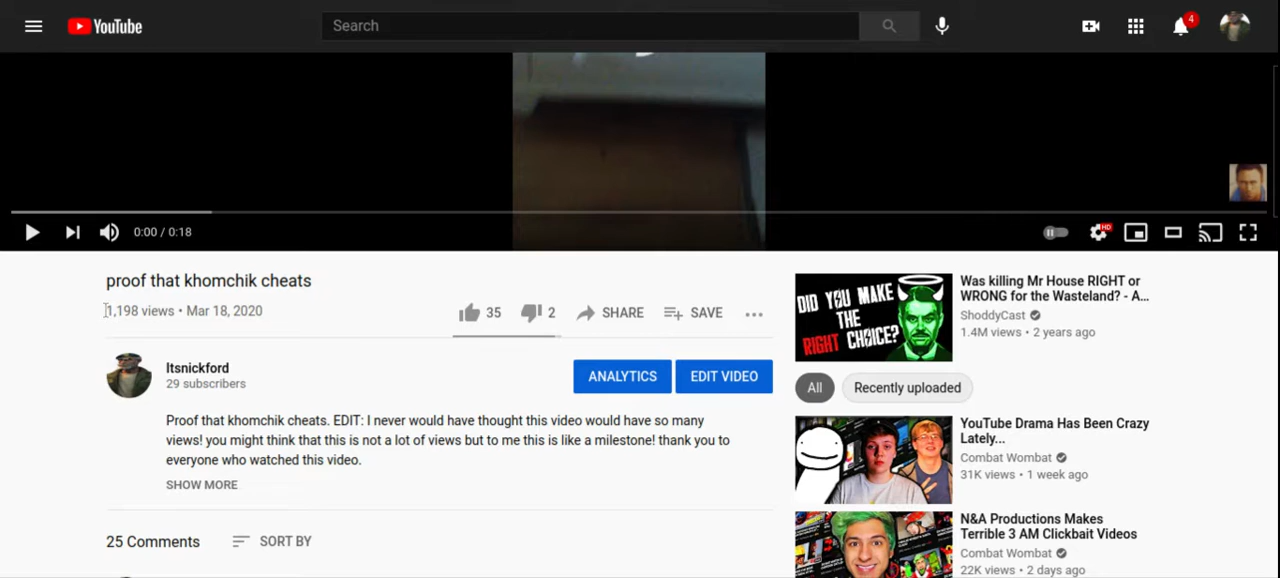 YouTube
Search
4
0:00 / 0:18
HD
proof that khomchik cheats
1,198 views • Mar 18, 2020
35
2
SHARE
SAVE
Itsnickford
29 subscribers
ANALYTICS
EDIT VIDEO
Proof that khomchik cheats. EDIT: I never would have thought this video would have so many
views! you might think that this is not a lot of views but to me this is like a milestone! thank you to
everyone who watched this video.
SHOW MORE
25 Comments
SORT BY
DID YOU MAKE
THE
RIGHT CHOICE?
Was killing Mr House RIGHT or
WRONG for the Wasteland? - A...
ShoddyCast
1.4M views • 2 years ago
All
Recently uploaded
YouTube Drama Has Been Crazy
Lately...
Combat Wombat
31K views • 1 week ago
N&A Productions Makes
Terrible 3 AM Clickbait Videos
Combat Wombat
22K views • 2 days ago